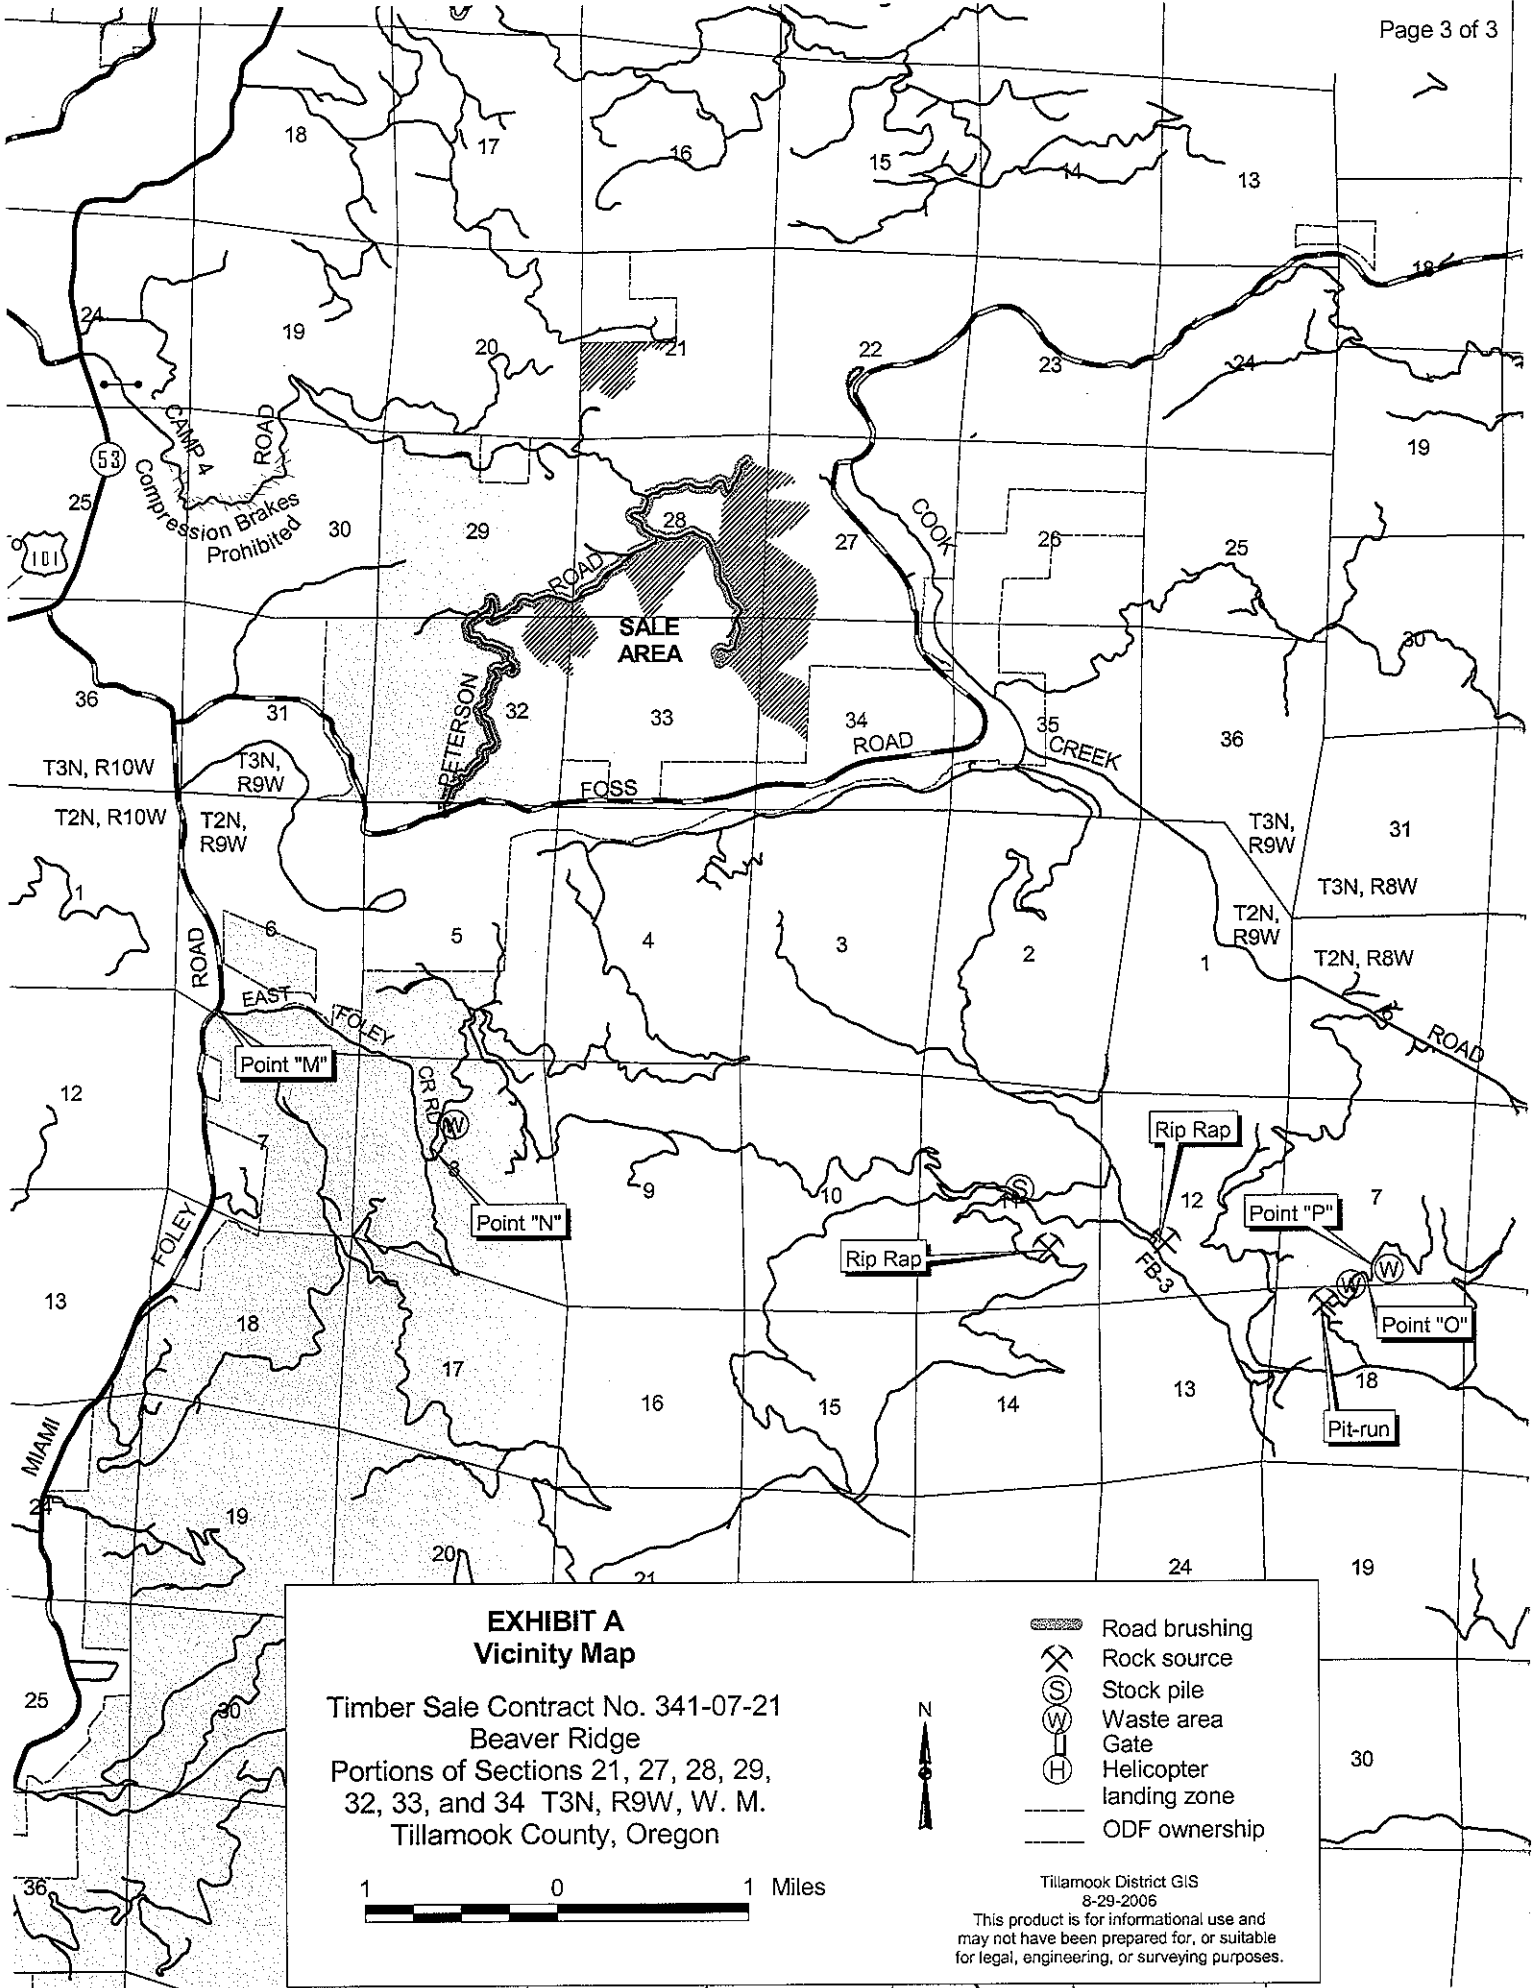 Page 3 of 3
18
17
16
15
14
13
18
24
19
20
21
22
23
24
19
CAMP 4
ROAD
53
25
Compression Brakes
Prohibited
30
29
28
27
COOK
26
25
101
ROAD
SALE
AREA
30
36
31
PETERSON
32
33
34
ROAD
35
CREEK
36
T3N, R10W
T3N,
R9W
FOSS
T2N, R10W
T2N,
R9W
T3N,
R9W
31
T3N, R8W
1
6
5
4
3
2
1
T2N,
R9W
T2N, R8W
ROAD
EAST
FOLEY
ROAD
Point "M"
12
CR RD
W
7
8
9
10
11
S
Rip Rap
12
7
Point "N"
Point "P"
FOLEY
Rip Rap
FB-3
W
W
13
18
17
Point "O"
16
15
14
13
18
Pit-run
MIAMI
24
19
20
21
24
19
25
30
30
36
EXHIBIT A
Vicinity Map
Timber Sale Contract No. 341-07-21
Beaver Ridge
Portions of Sections 21, 27, 28, 29,
32, 33, and 34 T3N, R9W, W. M.
Tillamook County, Oregon
1 0 1 Miles
N
Road brushing
Rock source
S Stock pile
W Waste area
Gate
H Helicopter
landing zone
ODF ownership
Tillamook District GIS
8-29-2006
This product is for informational use and
may not have been prepared for, or suitable
for legal, engineering, or surveying purposes.